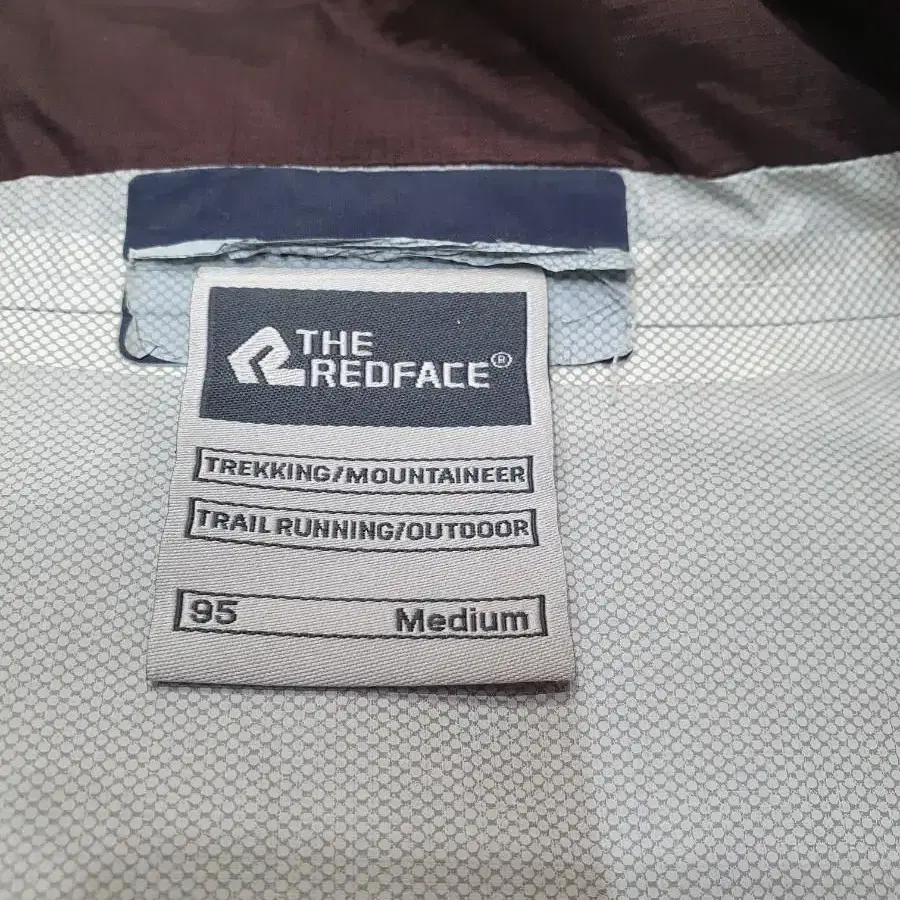 THE
REDFACE®
TREKKING/MOUNTAINEER
TRAIL RUNNING/OUTDOOR
95 Medium